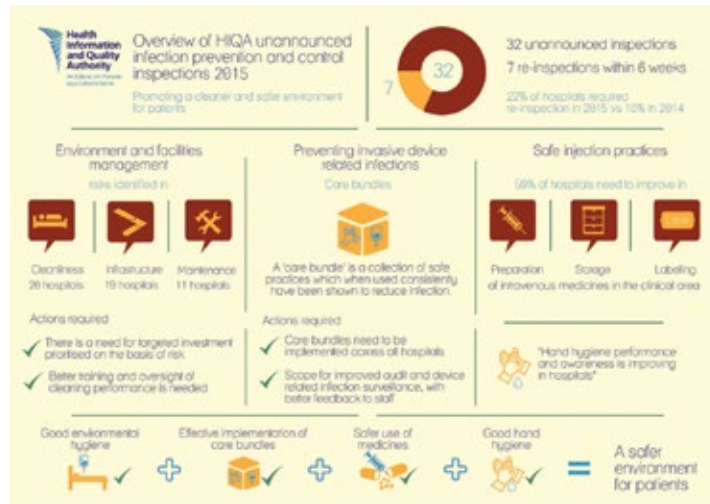 Health
Information
and Quality
Authority
Overview of HIQA unannounced
infection prevention and control
inspections 2015
Promoting a cleaner and safer environment
for patients
32
7
32 unannounced inspections
7 re-inspections within 6 weeks
22% of hospitals required
re-inspection in 2015 vs 10% in 2014
Environment and facilities
management
risks identified in
Cleanliness
26 hospitals
Infrastructure
19 hospitals
Maintenance
11 hospitals
Actions required
There is a need for targeted investment
prioritised on the basis of risk
Better training and oversight of
cleaning performance is needed
Preventing invasive device
related infections
Care bundles
A 'care bundle' is a collection of safe
practices which when used consistently
have been shown to reduce infection.
Actions required
Care bundles need to be
implemented across all hospitals
Scope for improved audit and device
related infection surveillance, with
better feedback to staff
Safe injection practices
59% of hospitals need to improve in
Preparation
Storage
Labelling
of intravenous medicines in the clinical area
"Hand hygiene performance
and awareness is improving
in hospitals"
Good environmental
hygiene
+
Effective implementation of
care bundles
+
Safer use of
medicines
+
Good hand
hygiene
=
A safer
environment
for patients